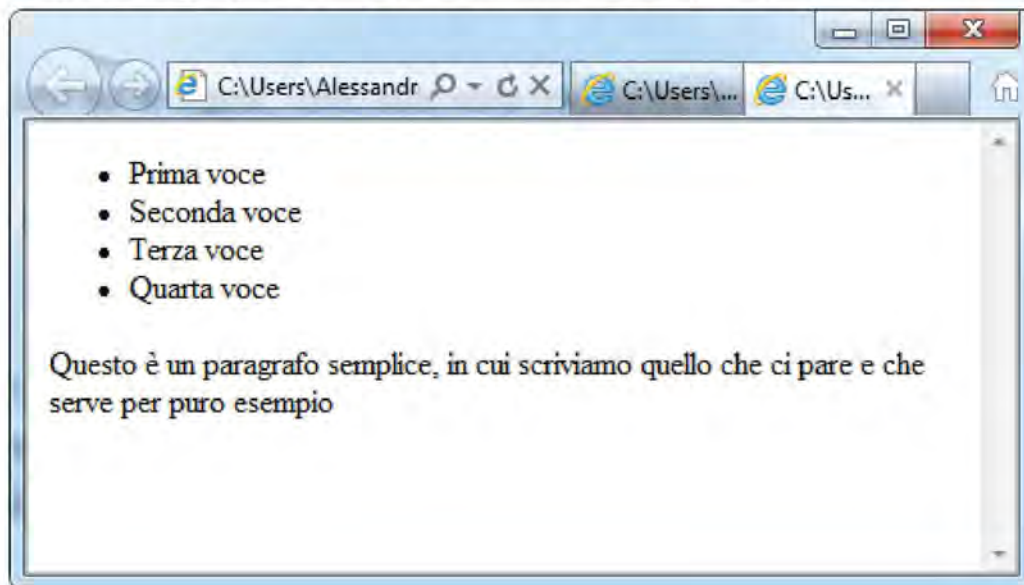 C:\Users\Alessandr
C:\Users\...
C:\Us...
Prima voce
Seconda voce
Terza voce
Quarta voce
Questo è un paragrafo semplice, in cui scriviamo quello che ci pare e che
serve per puro esempio